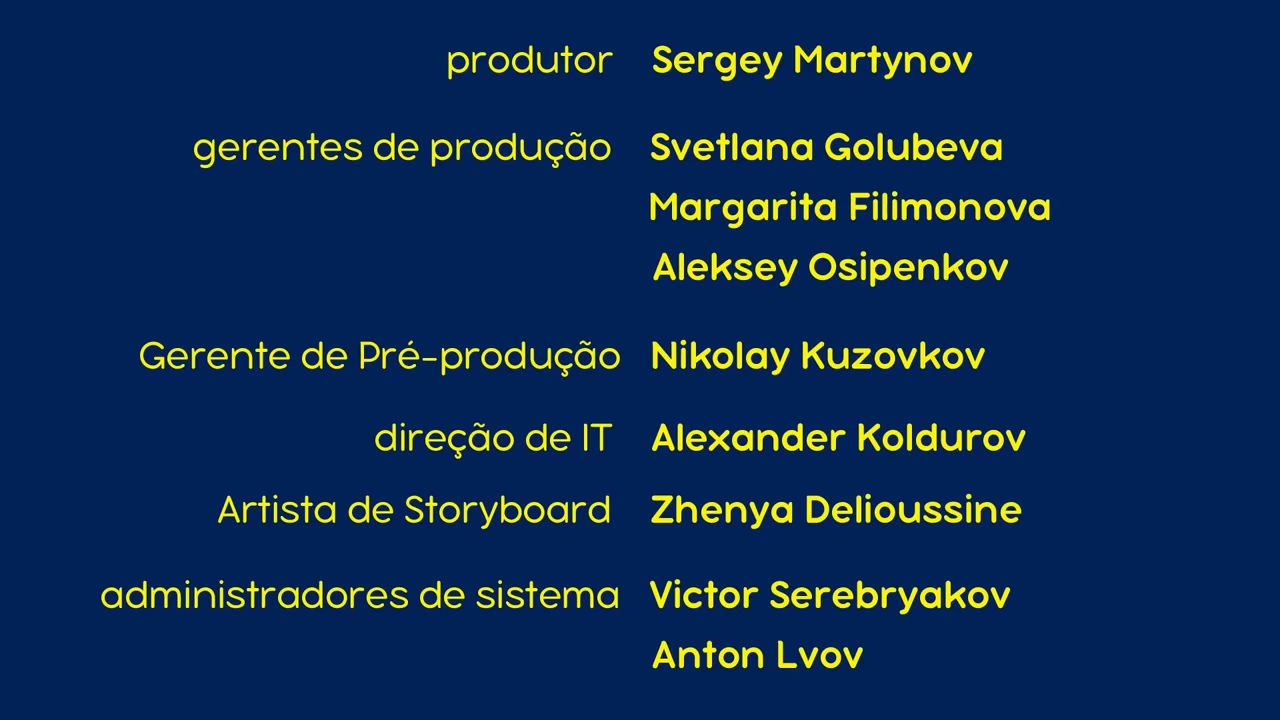 produtor Sergey Martynov
gerentes de produção Svetlana Golubeva
Margarita Filimonova
Aleksey Osipenkov
Gerente de Pré-produção Nikolay Kuzovkov
direção de IT Alexander Koldurov
Artista de Storyboard Zhenya Delioussine
administradores de sistema Victor Serebryakov
Anton Lvov